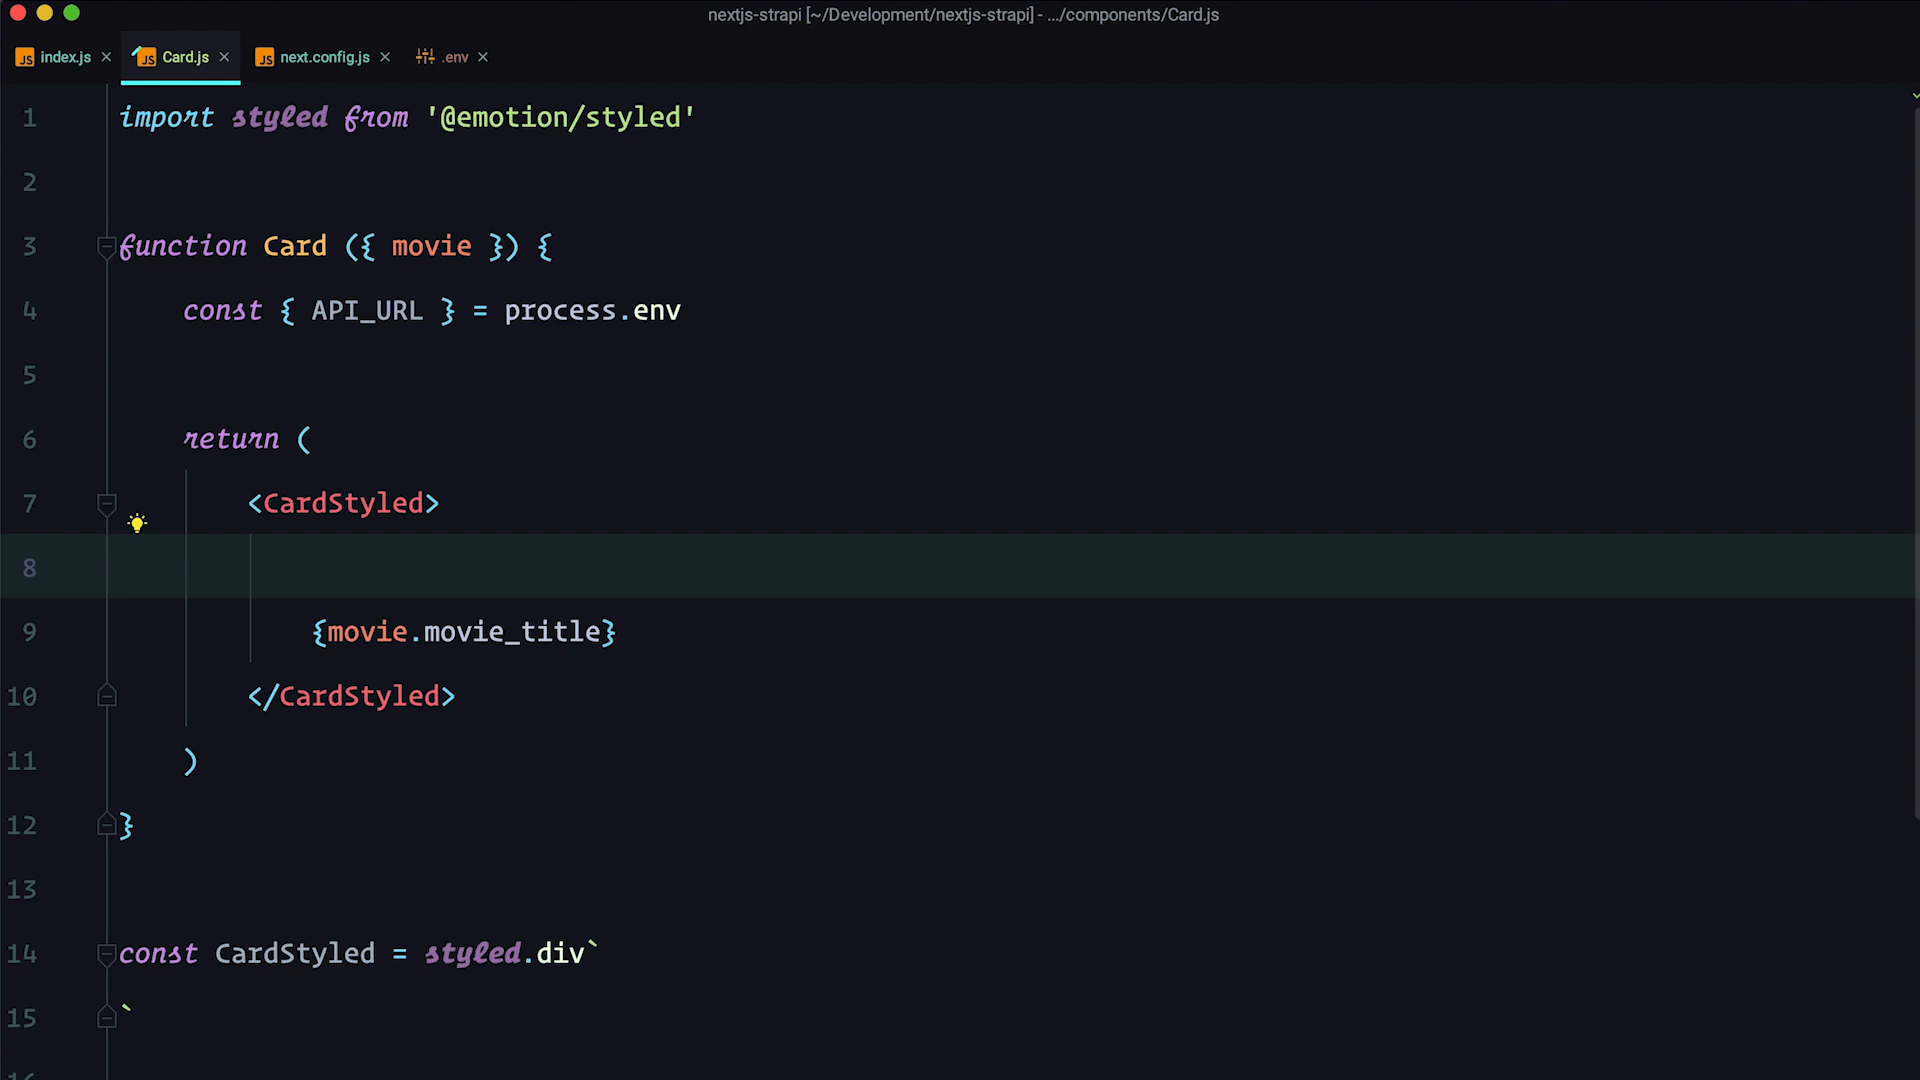 nextjs-strapi [~/Development/nextjs-strapi] - .../components/Card.js
index.js Card.js next.config.js .env
1 import styled from '@emotion/styled'
2
3 function Card ({ movie }) {
4 const { API_URL } = process.env
5
6 return (
7 <CardStyled>
8
9 {movie.movie_title}
10 </CardStyled>
11 )
12 }
13
14 const CardStyled = styled.div`
15 `